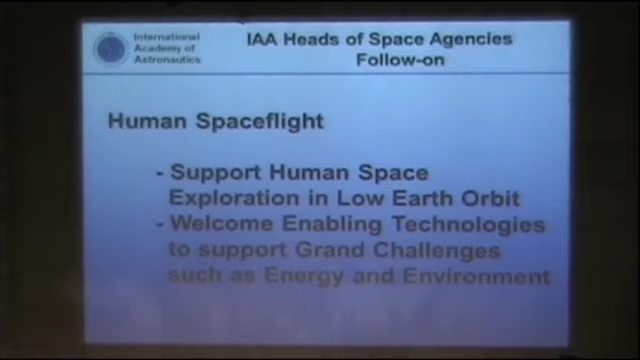 International
Academy of
Astronautics
IAA Heads of Space Agencies
Follow-on
Human Spaceflight
- Support Human Space
Exploration in Low Earth Orbit
- Welcome Enabling Technologies
to support Grand Challenges
such as Energy and Environment